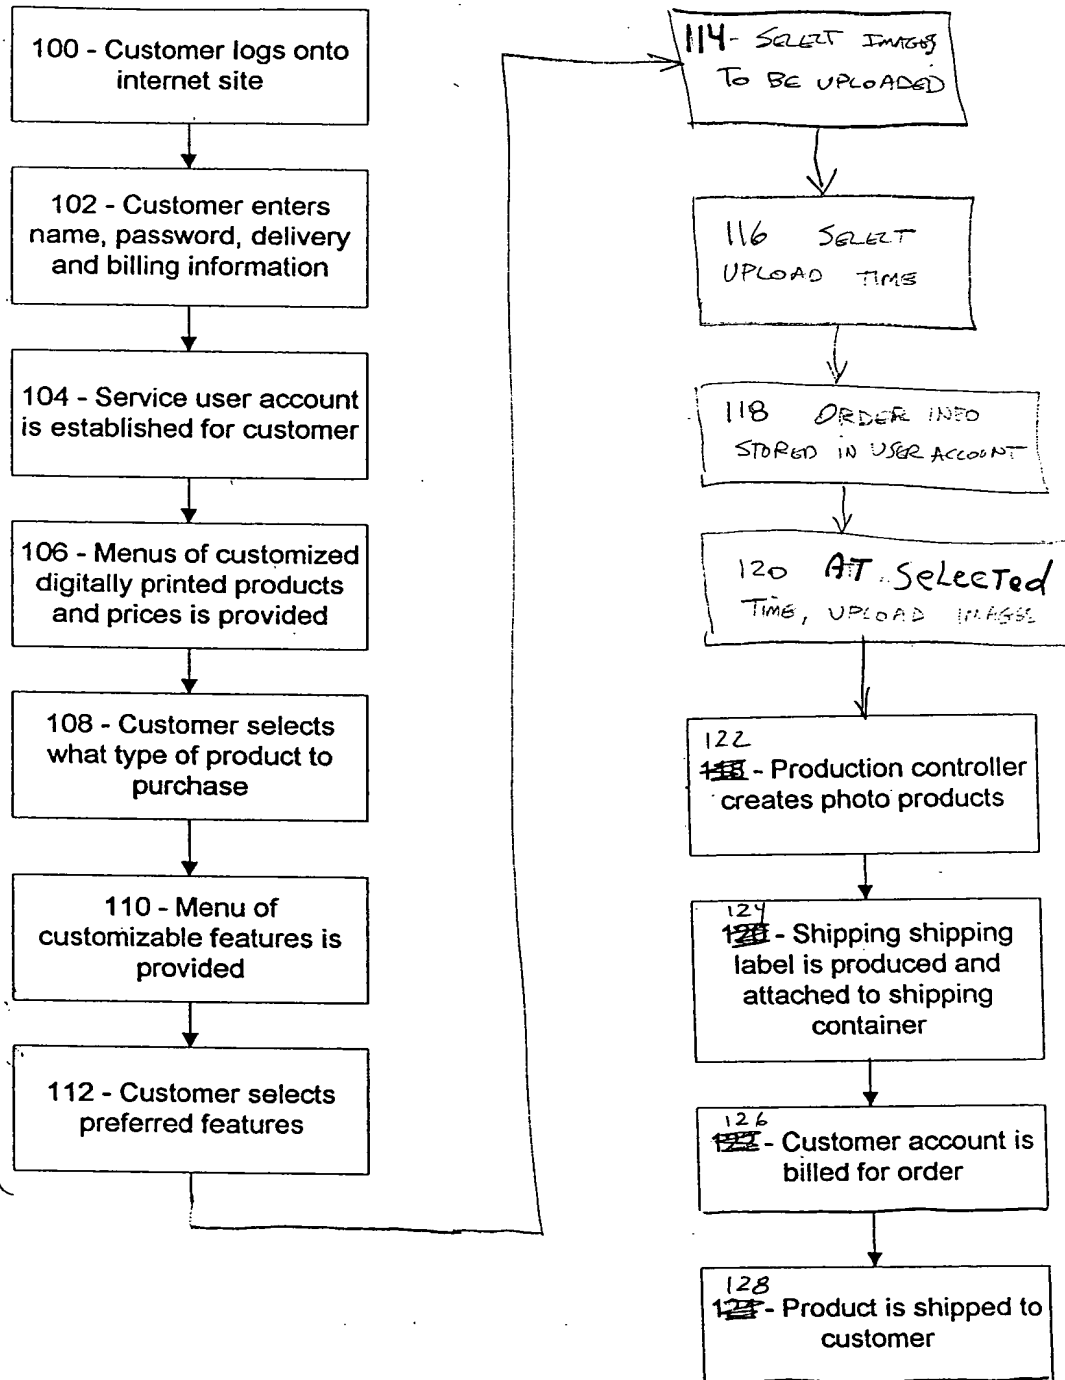 100 - Customer logs onto
internet site
102 - Customer enters
name, password, delivery
and billing information
104 - Service user account
is established for customer
106 - Menus of customized
digitally printed products
and prices is provided
108 - Customer selects
what type of product to
purchase
110 - Menu of
customizable features is
provided
112 - Customer selects
preferred features
114 - SELECT IMAGES
TO BE UPLOADED
116 SELECT
UPLOAD TIME
118 ORDER INFO
STORED IN USER ACCOUNT
120 AT SeLecTed
TIME, UPLOAD IMAGES
122
118 - Production controller
creates photo products
124
120 - Shipping shipping
label is produced and
attached to shipping
container
126
122 - Customer account is
billed for order
128
124 - Product is shipped to
customer